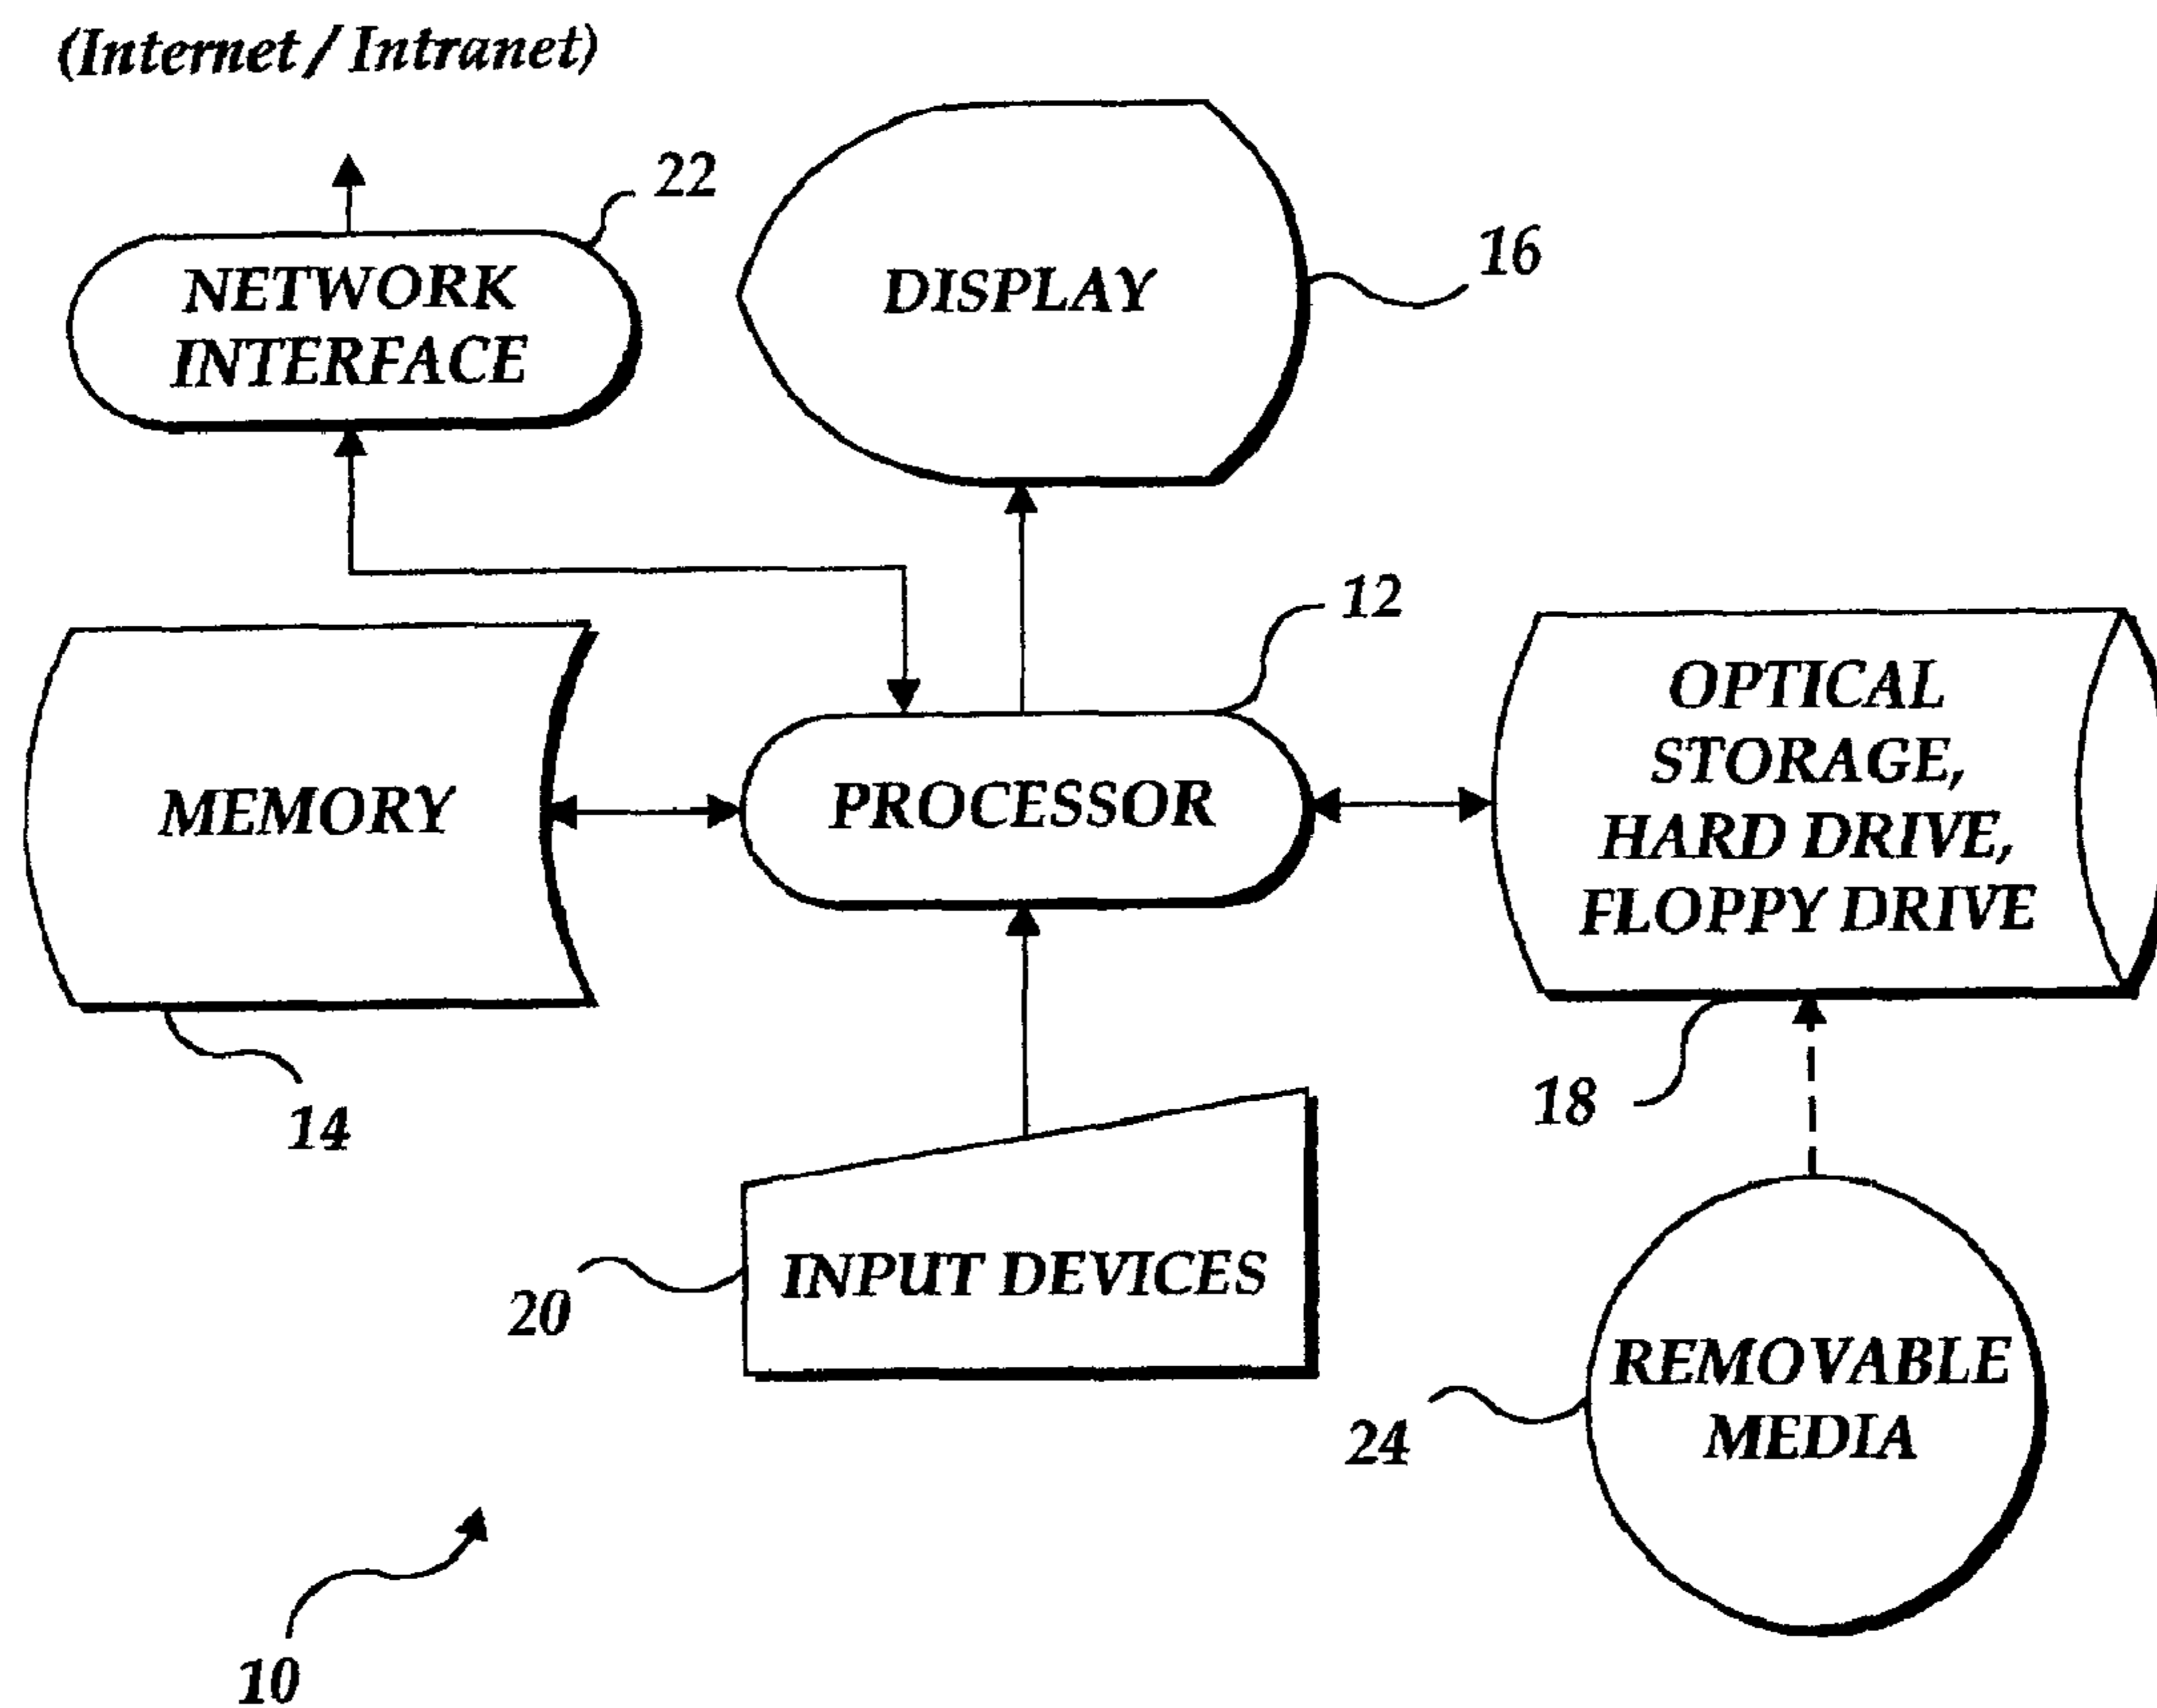 (Internet / Intranet)
22
NETWORK
INTERFACE
DISPLAY
16
12
MEMORY
14
PROCESSOR
OPTICAL
STORAGE,
HARD DRIVE,
FLOPPY DRIVE
18
INPUT DEVICES
20
REMOVABLE
MEDIA
24
10